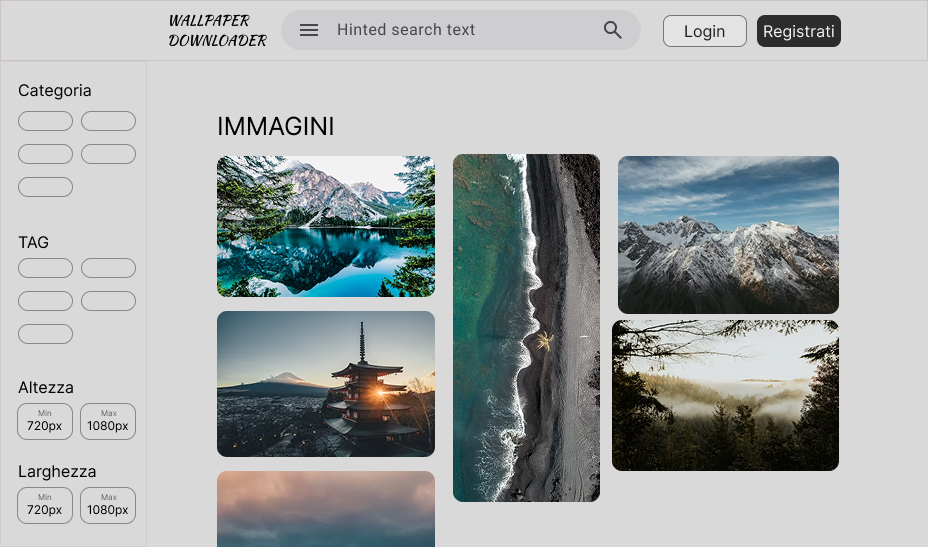 WALLPAPER
DOWNLOADER
Hinted search text
Login
Registrati
Categoria
TAG
Altezza
Min
720px
Max
1080px
Larghezza
Min
720px
Max
1080px
IMMAGINI